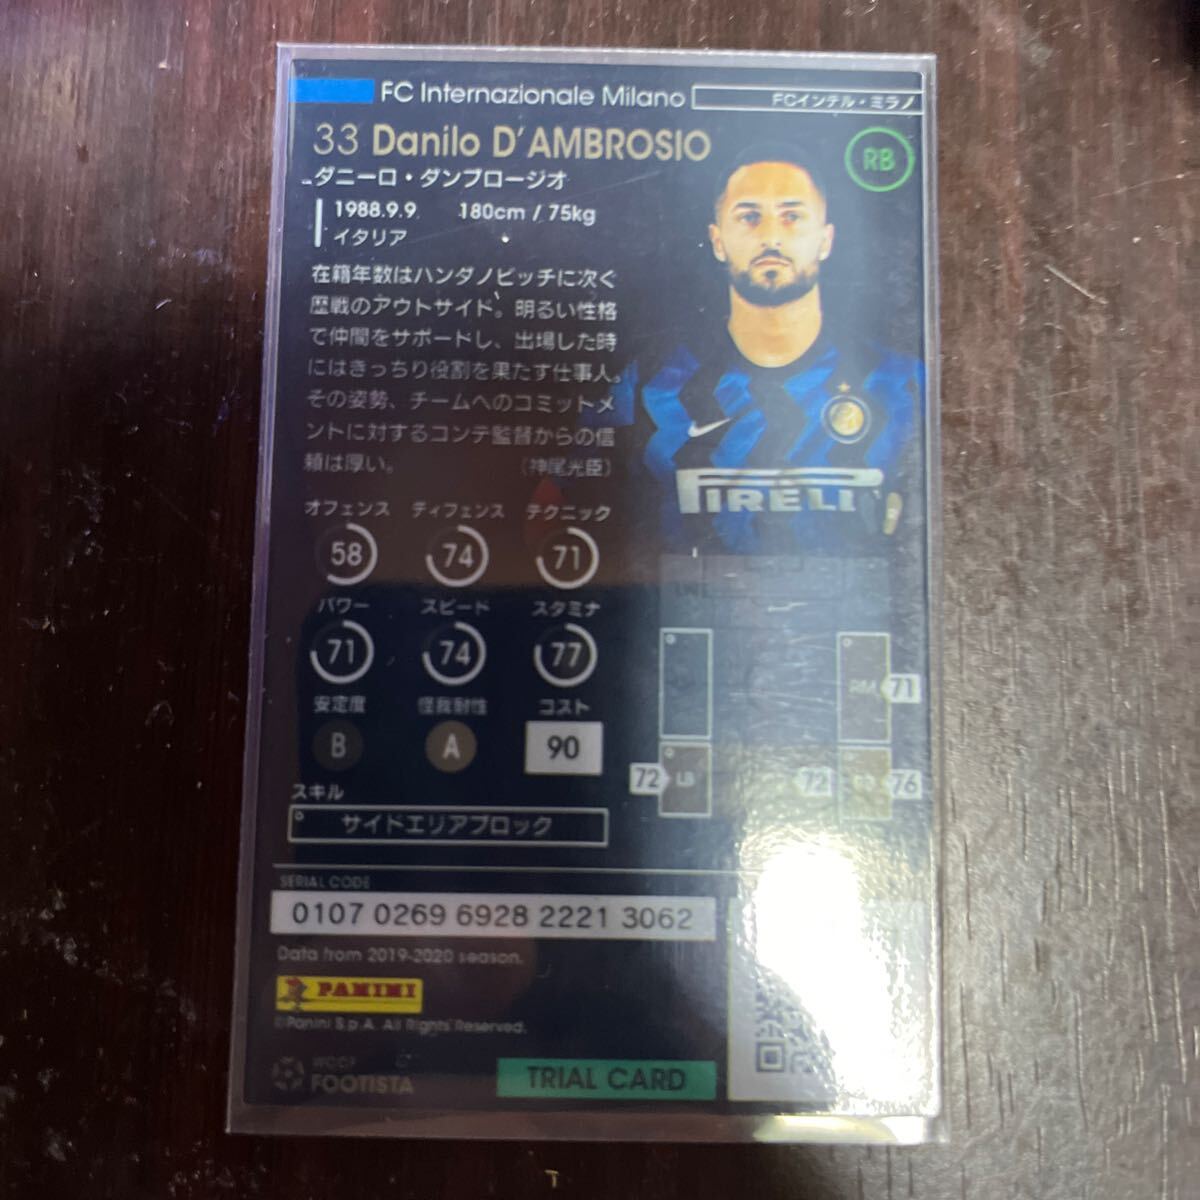 FC Internazionale Milano FCインテル・ミラノ
33 Danilo D'AMBROSIO RB
ダニーロ・ダンブロージオ
1988.9.9 180cm / 75kg
イタリア
在籍年数はハンダノビッチに次ぐ
歴戦のアウトサイド。明るい性格
で仲間をサポートし、出場した時
にはきっちり役割を果たす仕事人。
その姿勢、チームへのコミットメ
ントに対するコンテ監督からの信
頼は厚い。 (神尾光臣)
PIRELLI
オフェンス ディフェンス テクニック
58 74 71
パワー スピード スタミナ
71 74 77
安定度 怪我耐性 コスト
B A 90
RM 71
72 LB 72 76
スキル
サイドエリアブロック
SERIAL CODE
0107 0269 6928 2221 3062
Data from 2019-2020 season.
PANINI
©Panini S.p.A. All Rights Reserved.
WCCF
FOOTISTA
TRIAL CARD